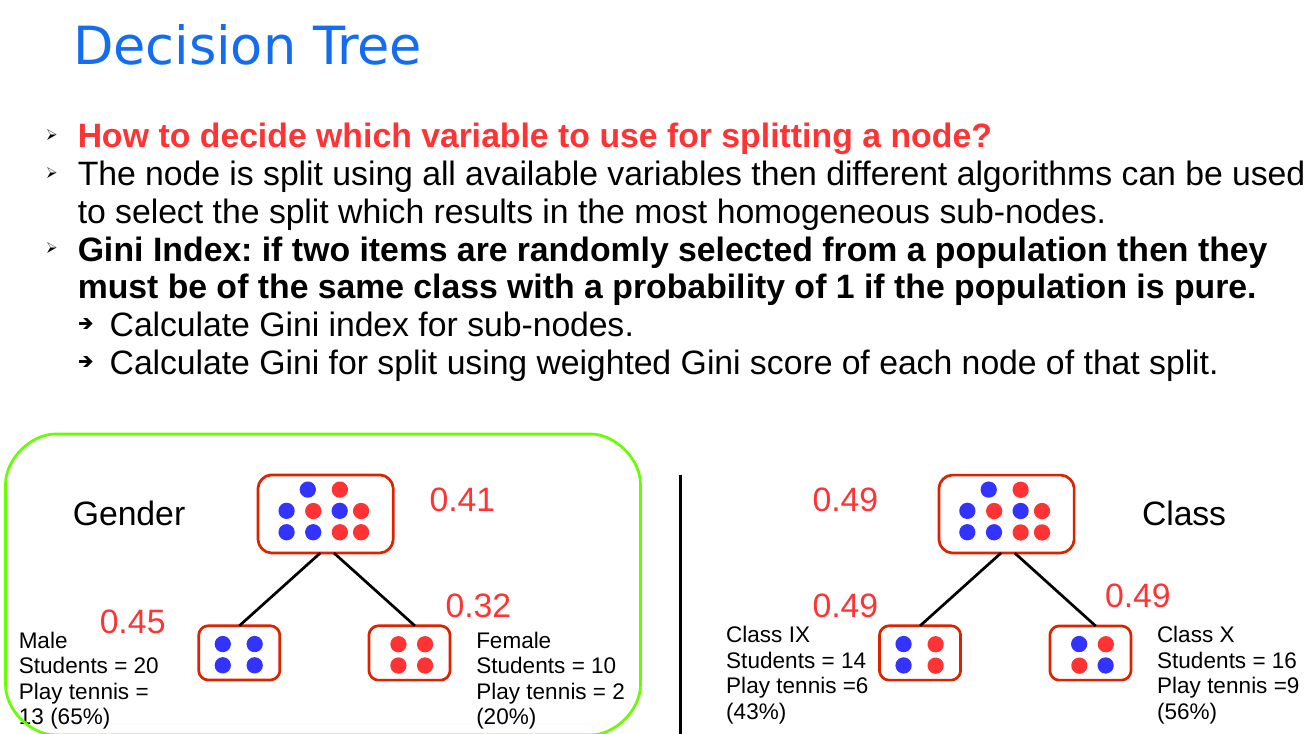 Decision Tree
How to decide which variable to use for splitting a node?
The node is split using all available variables then different algorithms can be used
to select the split which results in the most homogeneous sub-nodes.
Gini Index: if two items are randomly selected from a population then they
must be of the same class with a probability of 1 if the population is pure.
Calculate Gini index for sub-nodes.
Calculate Gini for split using weighted Gini score of each node of that split.
Gender
0.41
0.45
0.32
Male
Students = 20
Play tennis =
13 (65%)
Female
Students = 10
Play tennis = 2
(20%)
0.49
Class
0.49
0.49
Class IX
Students = 14
Play tennis =6
(43%)
Class X
Students = 16
Play tennis =9
(56%)